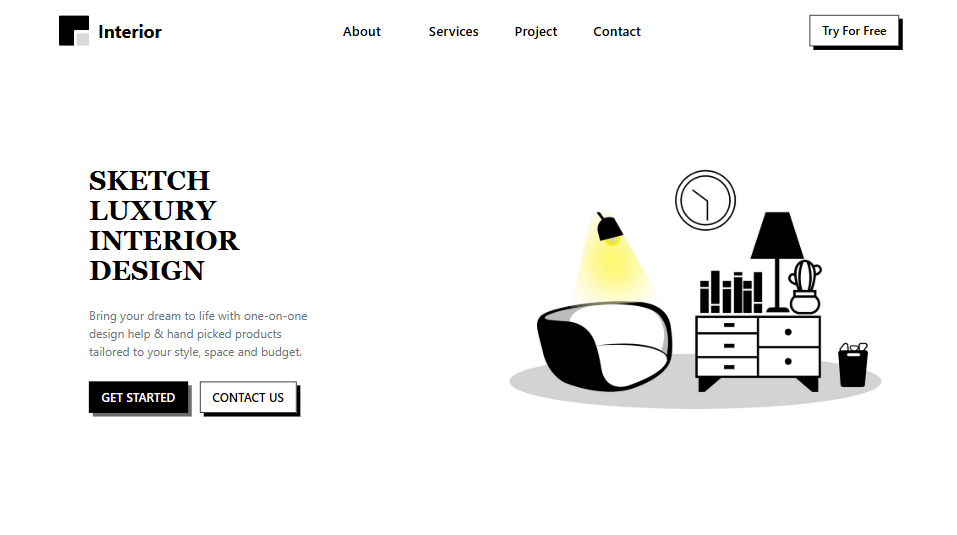 Interior
About
Services
Project
Contact
Try For Free
SKETCH
LUXURY
INTERIOR
DESIGN
Bring your dream to life with one-on-one
design help & hand picked products
tailored to your style, space and budget.
GET STARTED
CONTACT US